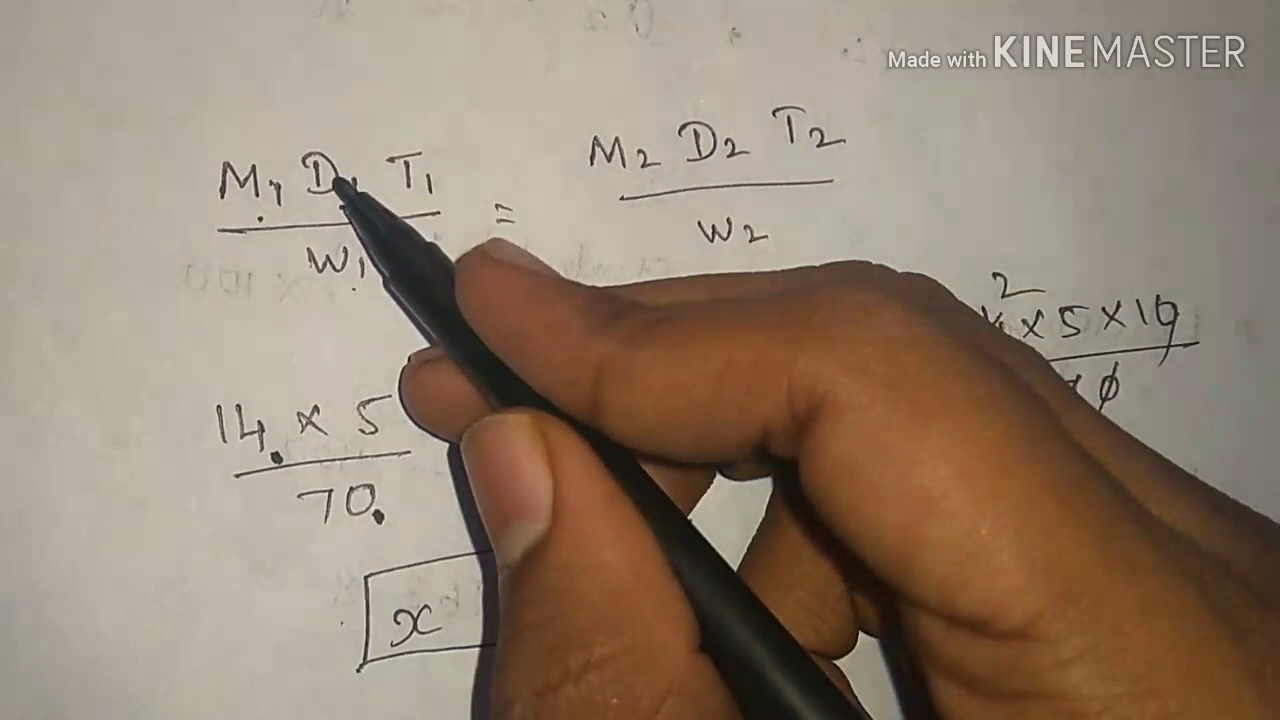 Made with KINEMASTER
M1 D1 T1 = M2 D2 T2
W1 W2
2
x 5 x 10
14 x 5
70
x